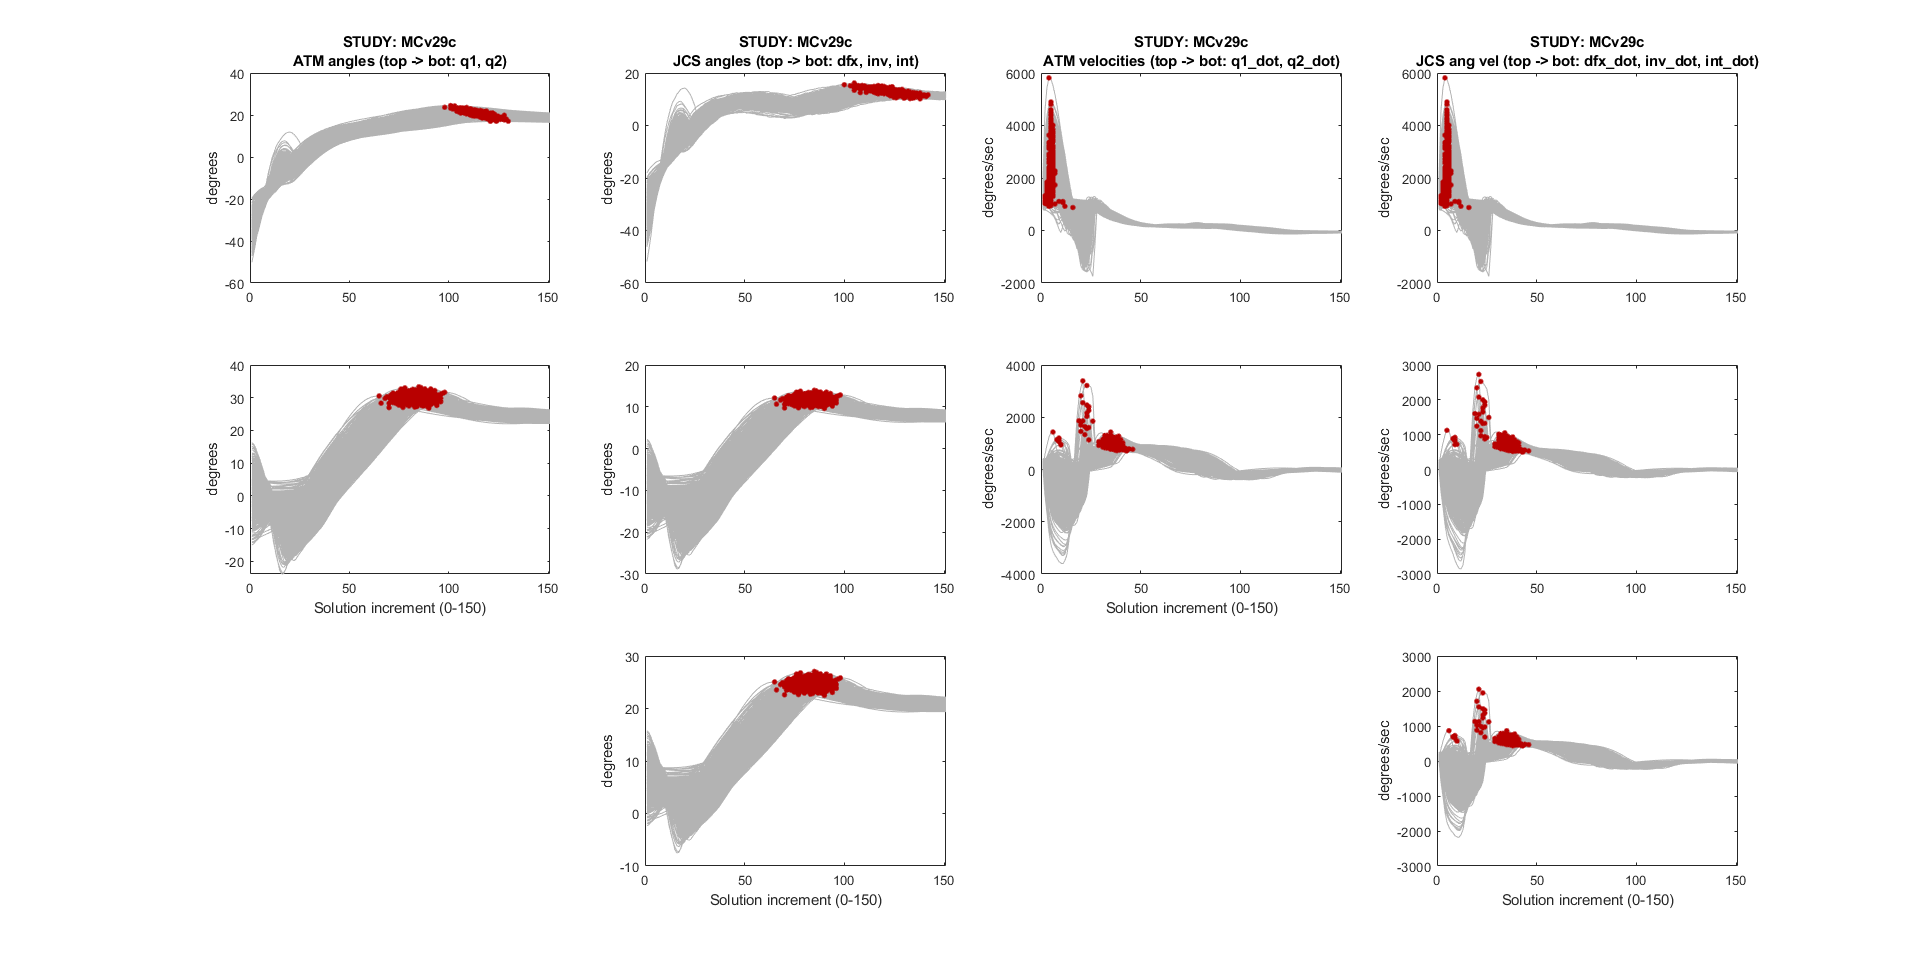 STUDY: MCv29c
ATM angles (top -> bot: q1, q2)
40
20
0
-20
-40
-60
degrees
0 50 100 150
STUDY: MCv29c
JCS angles (top -> bot: dfx, inv, int)
20
0
-20
-40
-60
degrees
0 50 100 150
STUDY: MCv29c
ATM velocities (top -> bot: q1_dot, q2_dot)
6000
4000
2000
0
-2000
degrees/sec
0 50 100 150
STUDY: MCv29c
JCS ang vel (top -> bot: dfx_dot, inv_dot, int_dot)
6000
4000
2000
0
-2000
degrees/sec
0 50 100 150
40
30
20
10
0
-10
-20
degrees
0 50 100 150
Solution increment (0-150)
20
10
0
-10
-20
-30
degrees
0 50 100 150
4000
2000
0
-2000
-4000
degrees/sec
0 50 100 150
Solution increment (0-150)
3000
2000
1000
0
-1000
-2000
-3000
degrees/sec
0 50 100 150
30
20
10
0
-10
degrees
0 50 100 150
Solution increment (0-150)
3000
2000
1000
0
-1000
-2000
-3000
degrees/sec
0 50 100 150
Solution increment (0-150)